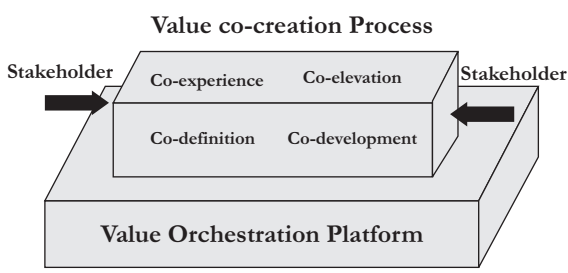 Value co-creation Process
Stakeholder
Stakeholder
Co-experience
Co-elevation
Co-definition
Co-development
Value Orchestration Platform